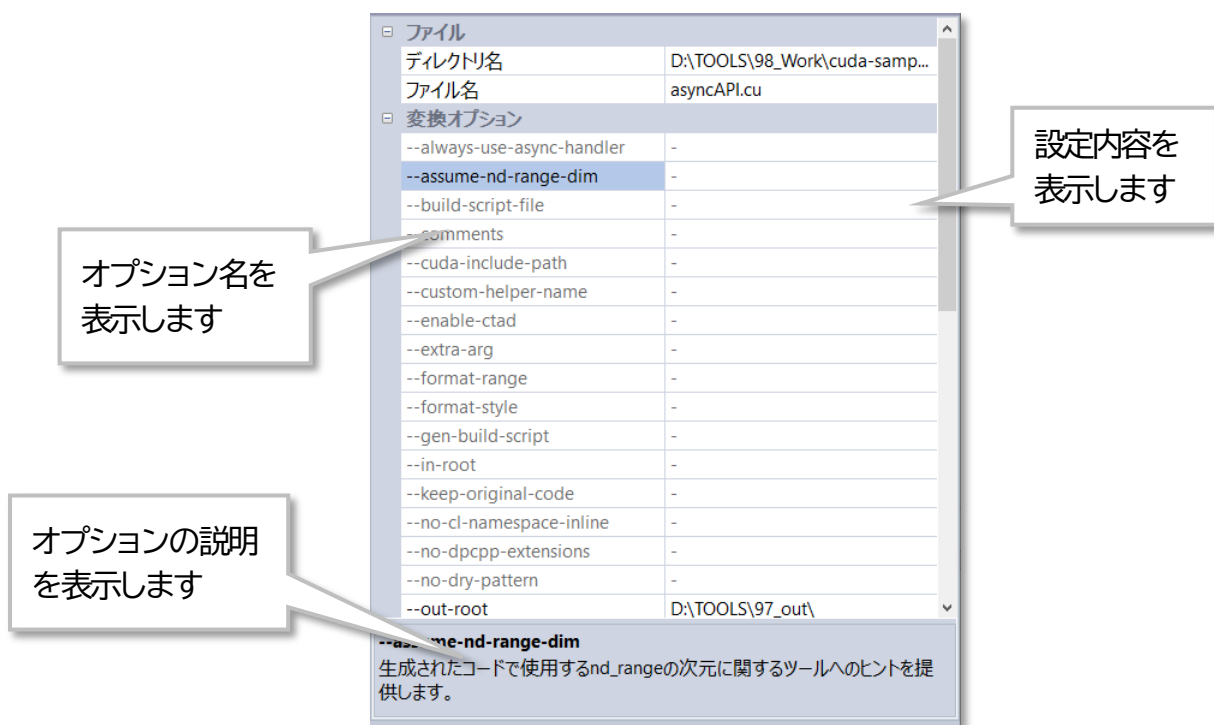 ファイル
ディレクトリ名 D:\TOOLS\98_Work\cuda-samp...
ファイル名 asyncAPI.cu
変換オプション
--always-use-async-handler -
--assume-nd-range-dim -
--build-script-file -
--comments -
--cuda-include-path -
--custom-helper-name -
--enable-ctad -
--extra-arg -
--format-range -
--format-style -
--gen-build-script -
--in-root -
--keep-original-code -
--no-cl-namespace-inline -
--no-dpcpp-extensions -
--no-dry-pattern -
--out-root D:\TOOLS\97_out\
--assume-nd-range-dim
生成されたコードで使用するnd_rangeの次元に関するツールへのヒントを提
供します。
設定内容を
表示します
オプション名を
表示します
オプションの説明
を表示します